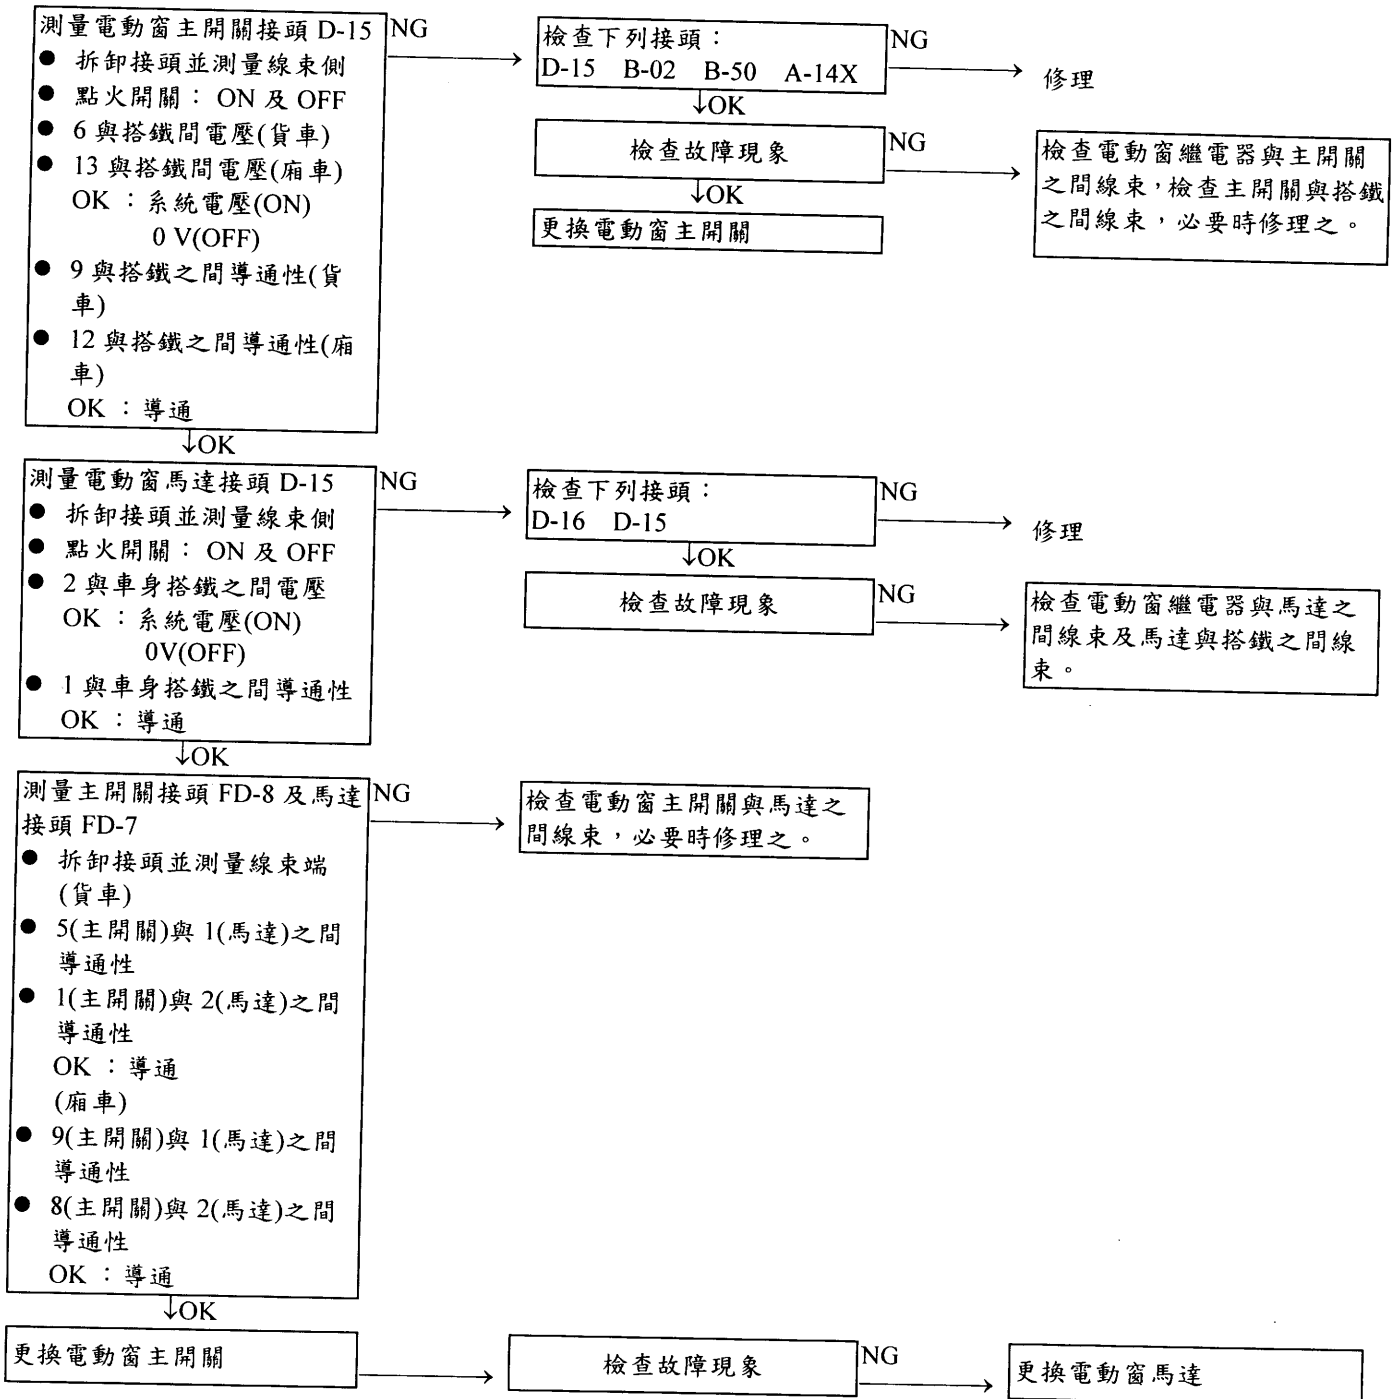 測量電動窗主開關接頭 D-15
● 拆卸接頭並測量線束側
● 點火開關：ON 及 OFF
● 6 與搭鐵間電壓(貨車)
● 13 與搭鐵間電壓(廂車)
OK ：系統電壓(ON)
0 V(OFF)
● 9 與搭鐵之間導通性(貨
車)
● 12 與搭鐵之間導通性(廂
車)
OK ：導通
NG
檢查下列接頭：
D-15 B-02 B-50 A-14X
NG
修理
↓OK
檢查故障現象
NG
檢查電動窗繼電器與主開關
之間線束，檢查主開關與搭鐵
之間線束，必要時修理之。
↓OK
更換電動窗主開關
↓OK
測量電動窗馬達接頭 D-15
● 拆卸接頭並測量線束側
● 點火開關：ON 及 OFF
● 2 與車身搭鐵之間電壓
OK ：系統電壓(ON)
0V(OFF)
● 1 與車身搭鐵之間導通性
OK ：導通
NG
檢查下列接頭：
D-16 D-15
NG
修理
↓OK
檢查故障現象
NG
檢查電動窗繼電器與馬達之
間線束及馬達與搭鐵之間線
束。
↓OK
測量主開關接頭 FD-8 及馬達
接頭 FD-7
● 拆卸接頭並測量線束端
(貨車)
● 5(主開關)與 1(馬達)之間
導通性
● 1(主開關)與 2(馬達)之間
導通性
OK ：導通
(廂車)
● 9(主開關)與 1(馬達)之間
導通性
● 8(主開關)與 2(馬達)之間
導通性
OK ：導通
NG
檢查電動窗主開關與馬達之
間線束，必要時修理之。
↓OK
更換電動窗主開關
檢查故障現象
NG
更換電動窗馬達